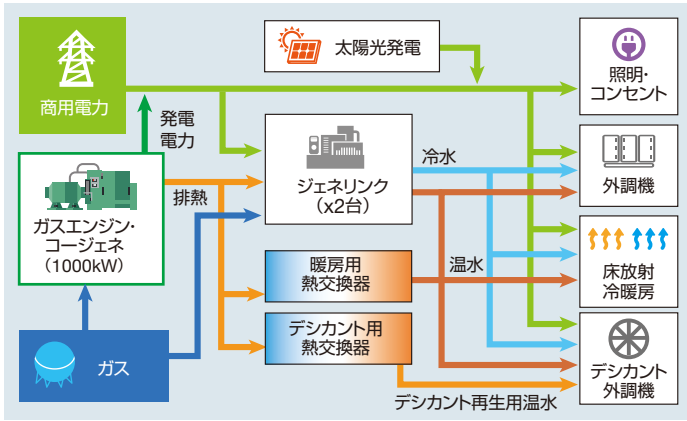 商用電力
太陽光発電
照明・
コンセント
発電
電力
ガスエンジン・
コージェネ
（1000kW）
排熱
ジェネリンク
（x2台）
冷水
外調機
暖房用
熱交換器
温水
床放射
冷暖房
ガス
デシカント用
熱交換器
デシカント再生用温水
デシカント
外調機